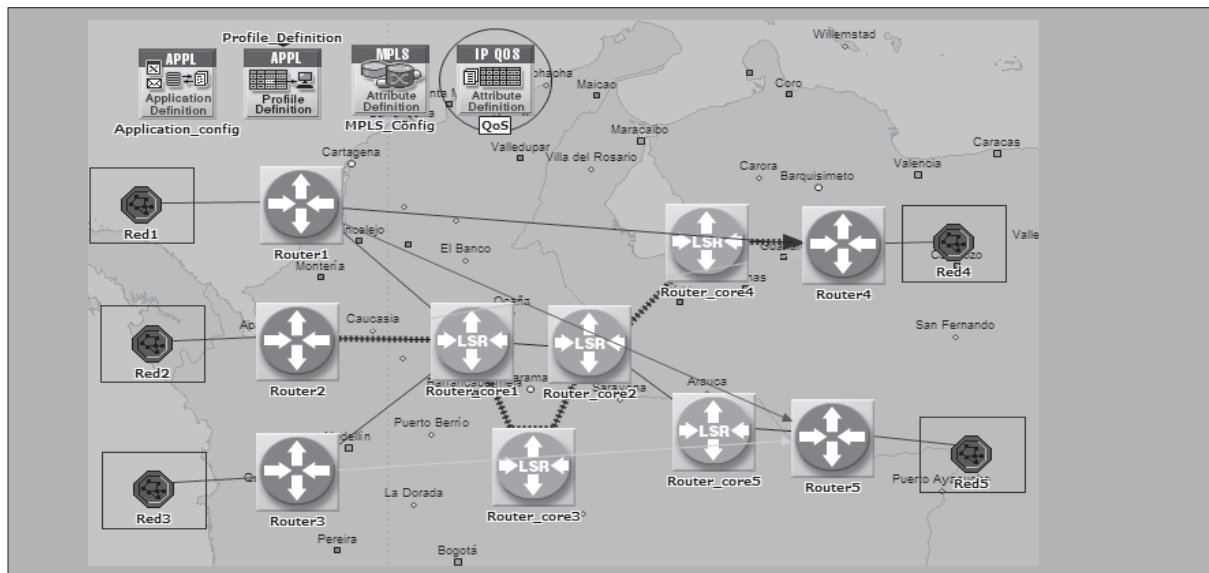 Willemstad
Profile_Definition
APPL
Application
Definition
Application_config
APPL
Profile
Definition
MPLS
Attribute
Definition
MPLS_Config
IP QOS
Attribute
Definition
QoS
Maicao
Coro
Maracaibo
Caracas
Cartagena
Valledupar
Villa del Rosario
Carora
Valencia
Barquisimeto
Red1
Router1
El Banco
Montería
LSR
Router_core4
Router4
Red4
Valle
Ocaña
Caucasia
San Fernando
Red2
Router2
LSR
Router_core1
LSR
Router_core2
Arauca
Puerto Berrío
LSR
Router_core5
Router5
Red5
Red3
Router3
La Dorada
LSR
Router_core3
Pereira
Bogotá